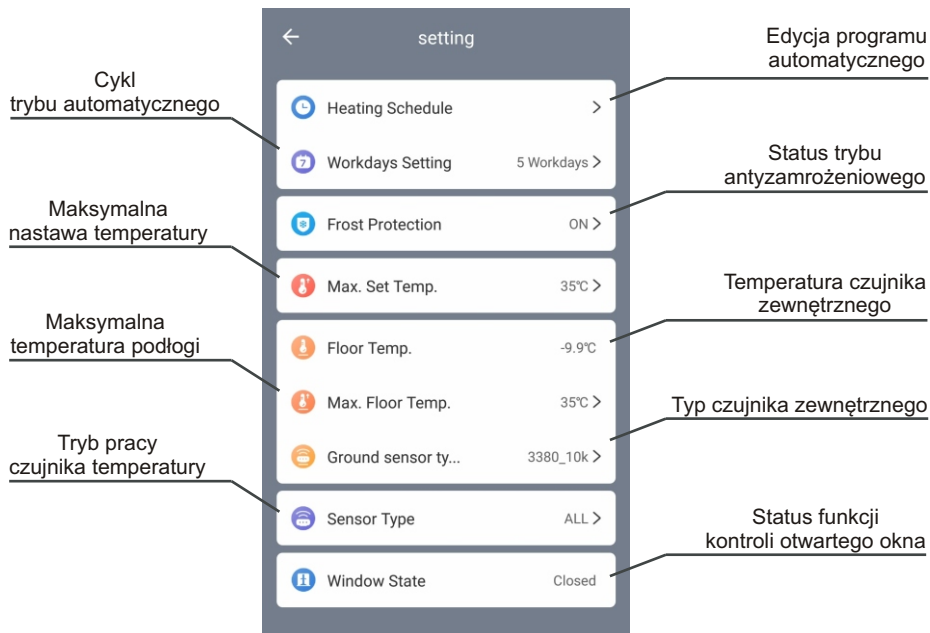 setting
Edycja programu
automatycznego
Cykl
trybu automatycznego
Heating Schedule
Workdays Setting 5 Workdays
Status trybu
antyzamrożeniowego
Maksymalna
nastawa temperatury
Frost Protection ON
Max. Set Temp. 35℃
Temperatura czujnika
zewnętrznego
Maksymalna
temperatura podłogi
Floor Temp. -9.9℃
Max. Floor Temp. 35℃
Typ czujnika zewnętrznego
Tryb pracy
czujnika temperatury
Ground sensor ty... 3380_10k
Sensor Type ALL
Status funkcji
kontroli otwartego okna
Window State Closed
7